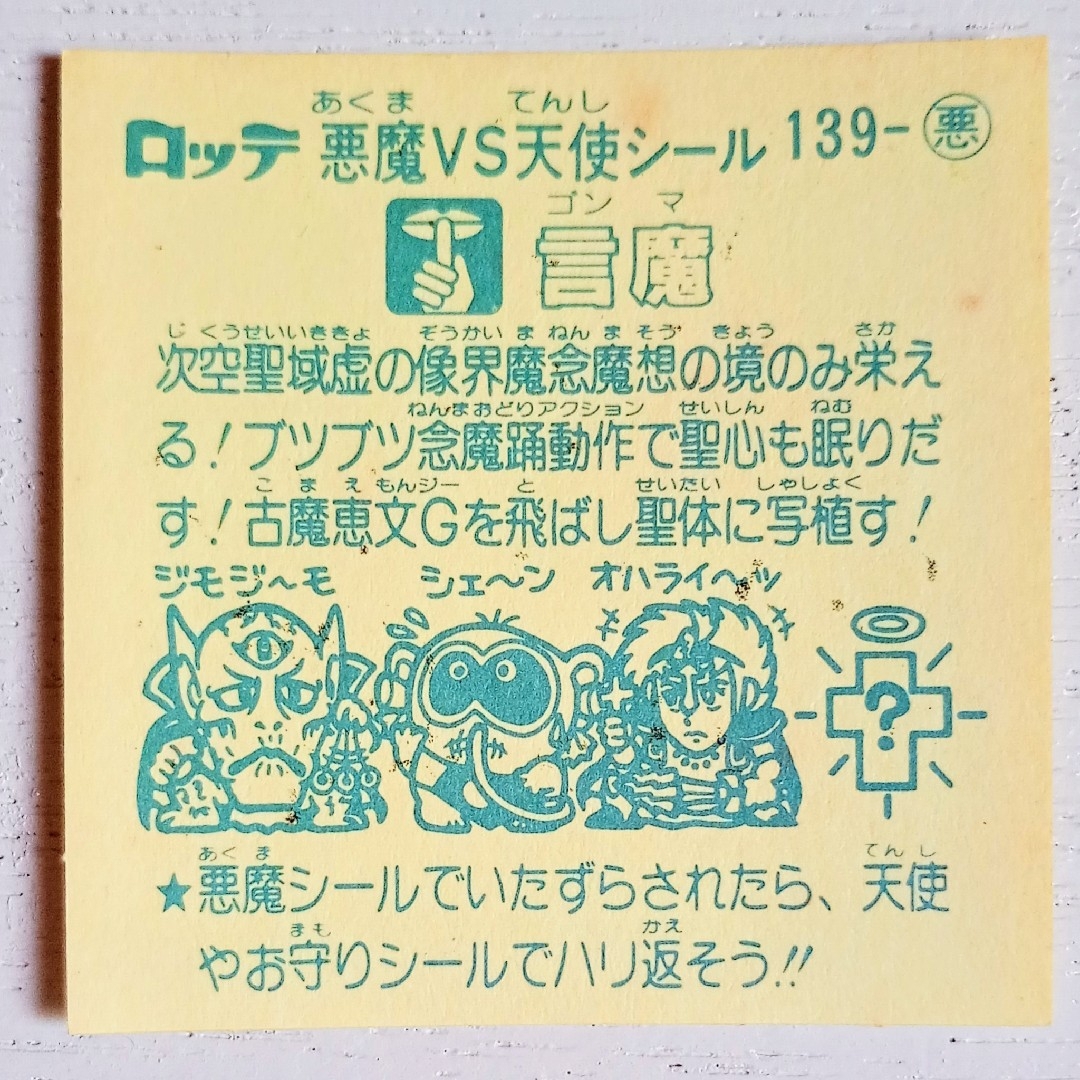 あくま てんし
ロッテ 悪魔VS天使シール 139-悪
ゴンマ
言魔
じくうせいいききょ ぞうかいまねんまそう きょう さか
次空聖域虚の像界魔念魔想の境のみ栄え
ねんまおどりアクション せいしん ねむ
る!ブツブツ念魔踊動作で聖心も眠りだ
こまえもんジー と せいたい しゃしょく
す!古魔恵文Gを飛ばし聖体に写植す!
ジモジ〜モ シェ〜ン オハライヘッツ
?
あくま てんし
★悪魔シールでいたずらされたら、天使
まも かえ
やお守りシールでハリ返そう!!